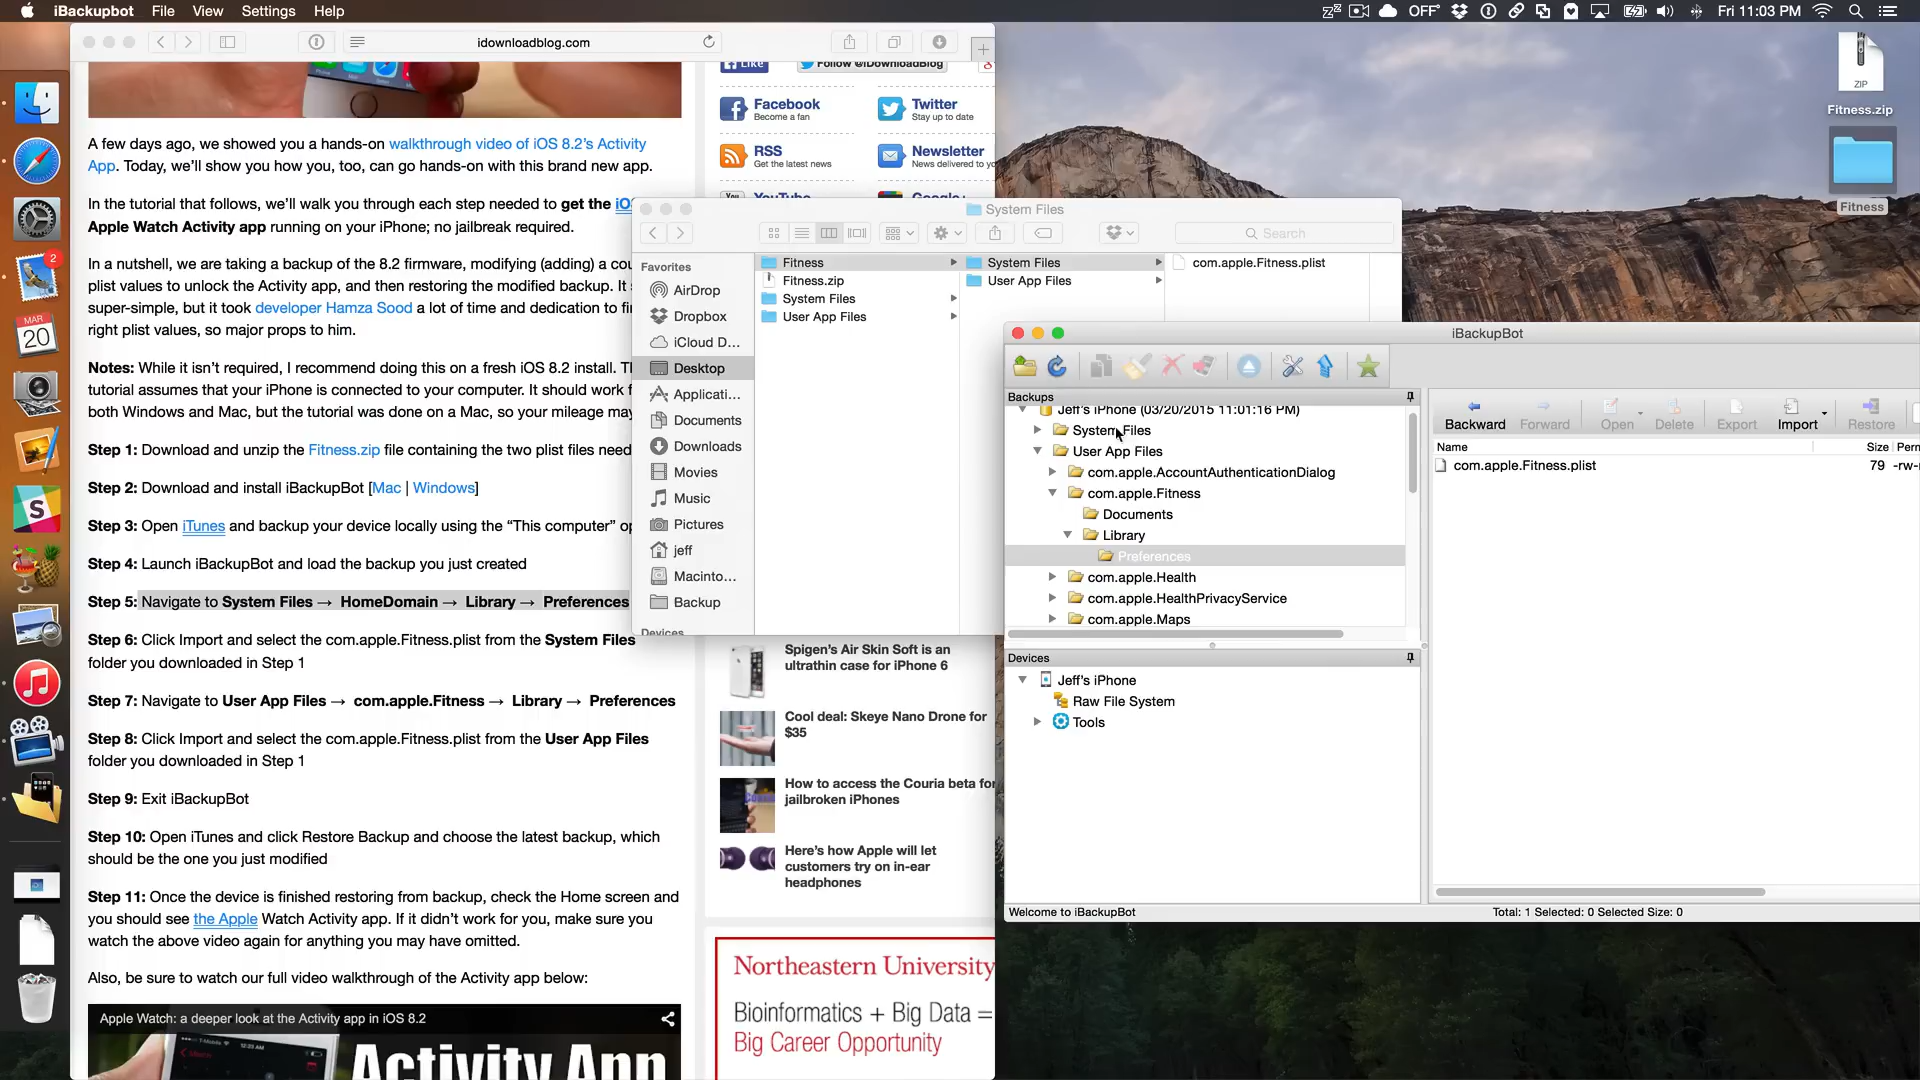 iBackupbot File View Settings Help
OFF° Fri 11:03 PM
idownloadblog.com
A few days ago, we showed you a hands-on walkthrough video of iOS 8.2’s Activity
App. Today, we’ll show you how you, too, can go hands-on with this brand new app.
In the tutorial that follows, we’ll walk you through each step needed to get the
Apple Watch Activity app running on your iPhone; no jailbreak required.
In a nutshell, we are taking a backup of the 8.2 firmware, modifying (adding) a
plist values to unlock the Activity app, and then restoring the modified backup. It
super-simple, but it took developer Hamza Sood a lot of time and dedication to
right plist values, so major props to him.
Notes: While it isn’t required, I recommend doing this on a fresh iOS 8.2 install.
tutorial assumes that your iPhone is connected to your computer. It should work
both Windows and Mac, but the tutorial was done on a Mac, so your mileage may
Step 1: Download and unzip the Fitness.zip file containing the two plist files
Step 2: Download and install iBackupBot [Mac | Windows]
Step 3: Open iTunes and backup your device locally using the “This computer”
Step 4: Launch iBackupBot and load the backup you just created
Step 5: Navigate to System Files → HomeDomain → Library → Preferences
Step 6: Click Import and select the com.apple.Fitness.plist from the System Files
folder you downloaded in Step 1
Step 7: Navigate to User App Files → com.apple.Fitness → Library → Preferences
Step 8: Click Import and select the com.apple.Fitness.plist from the User App Files
folder you downloaded in Step 1
Step 9: Exit iBackupBot
Step 10: Open iTunes and click Restore Backup and choose the latest backup, which
should be the one you just modified
Step 11: Once the device is finished restoring from backup, check the Home screen and
you should see the Apple Watch Activity app. If it didn’t work for you, make sure you
watch the above video again for anything you may have omitted.
Also, be sure to watch our full video walkthrough of the Activity app below:
Apple Watch: a deeper look at the Activity app in iOS 8.2
Activity App
Like
Follow @iDownloadBlog
Facebook
Become a fan
Twitter
Stay up to date
RSS
Get the latest news
Newsletter
News delivered to
YouTube
Google+
Spigen’s Air Skin Soft is an
ultrathin case for iPhone 6
Cool deal: Skeye Nano Drone for
$35
How to access the Couria beta for
jailbroken iPhones
Here’s how Apple will let
customers try on in-ear
headphones
Northeastern University
Bioinformatics + Big Data =
Big Career Opportunity
System Files
Search
Favorites
AirDrop
Dropbox
iCloud D...
Desktop
Applicati...
Documents
Downloads
Movies
Music
Pictures
jeff
Macinto...
Backup
Devices
Fitness
Fitness.zip
System Files
User App Files
System Files
User App Files
com.apple.Fitness.plist
iBackupBot
Backups
Jeff’s iPhone (03/20/2015 11:01:16 PM)
System Files
User App Files
com.apple.AccountAuthenticationDialog
com.apple.Fitness
Documents
Library
Preferences
com.apple.Health
com.apple.HealthPrivacyService
com.apple.Maps
Devices
Jeff’s iPhone
Raw File System
Tools
Backward Forward Open Delete Export Import Restore
Name Size
com.apple.Fitness.plist 79 -rw-
Welcome to iBackupBot
Total: 1 Selected: 0 Selected Size: 0
ZIP
Fitness.zip
Fitness
2
MAR
20